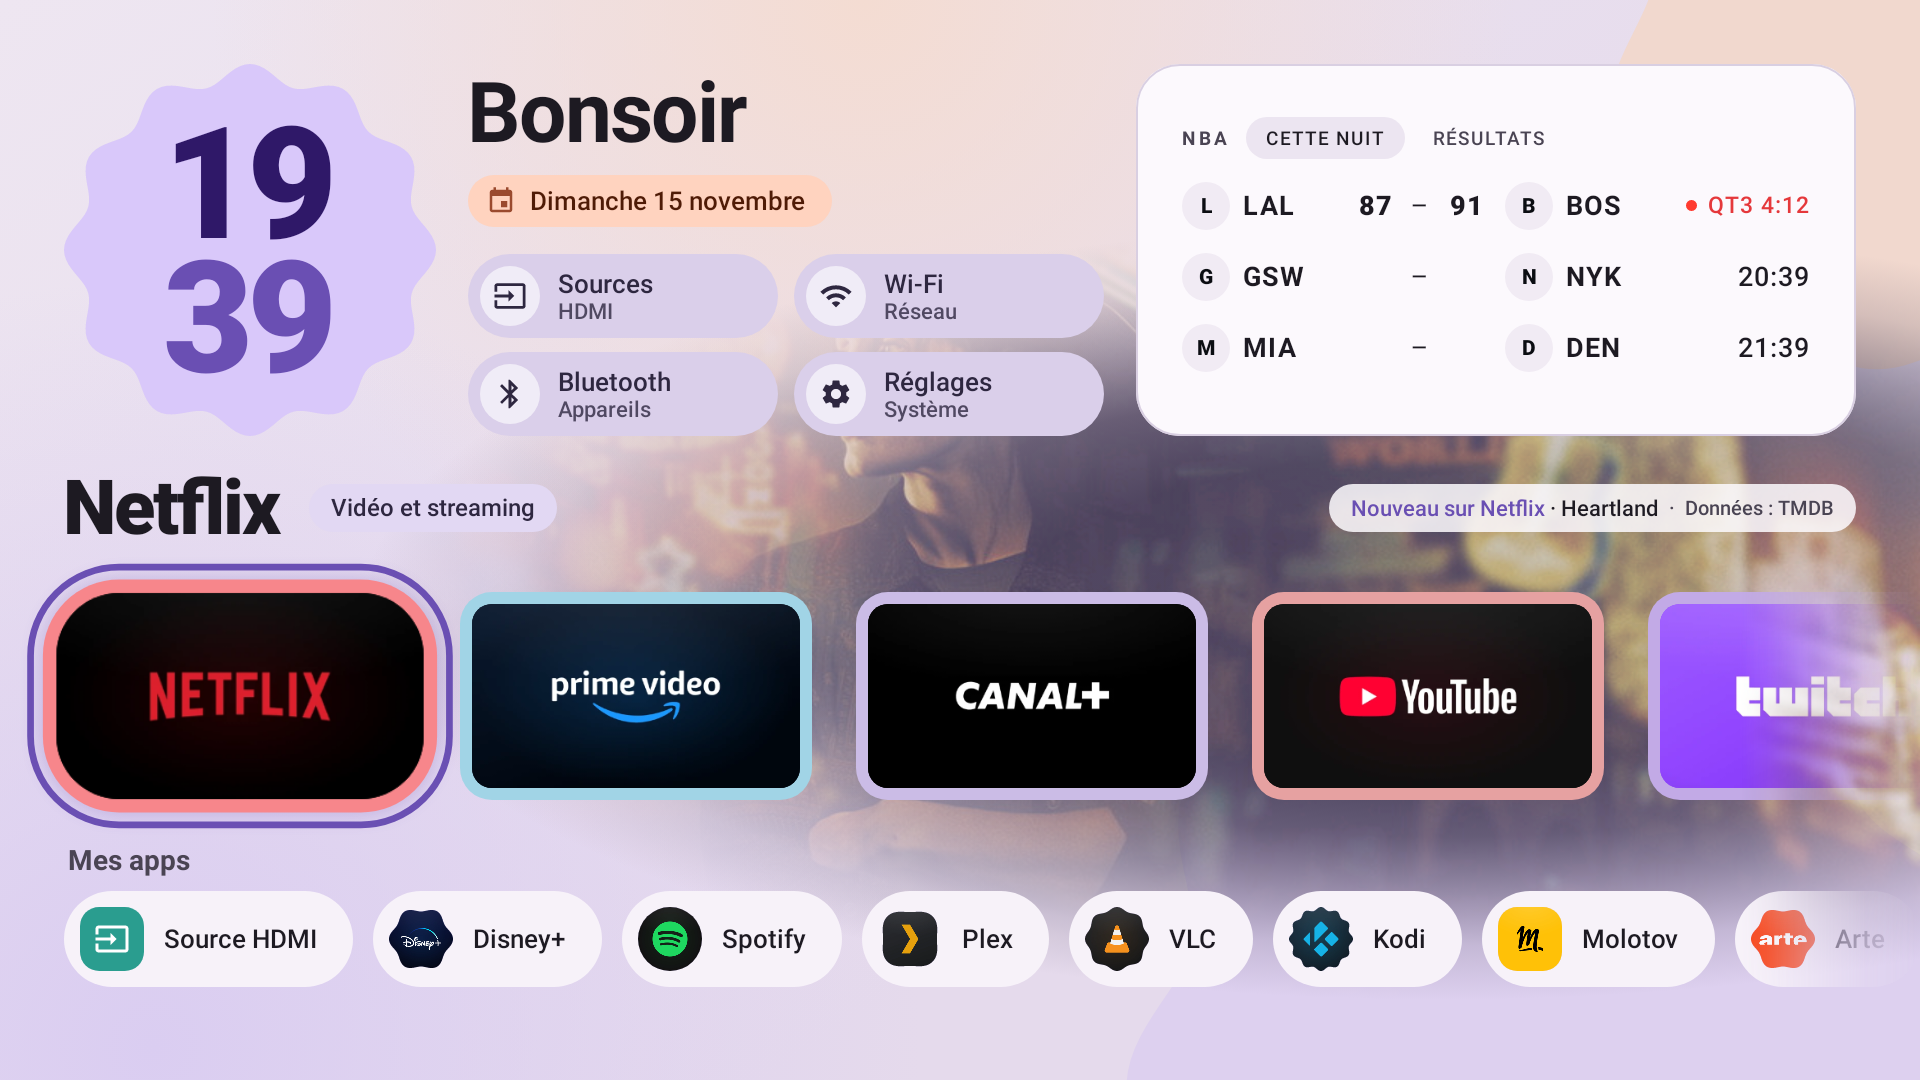 19
39
Bonsoir
Dimanche 15 novembre
Sources
HDMI
Wi-Fi
Réseau
Bluetooth
Appareils
Réglages
Système
NBA CETTE NUIT RÉSULTATS
L LAL 87 – 91 B BOS QT3 4:12
G GSW – N NYK 20:39
M MIA – D DEN 21:39
Netflix Vidéo et streaming
Nouveau sur Netflix · Heartland · Données : TMDB
NETFLIX
prime video
CANAL+
YouTube
twitch
Mes apps
Source HDMI
Disney+ Disney+
Spotify
Plex
VLC
Kodi
M Molotov
arte Arte